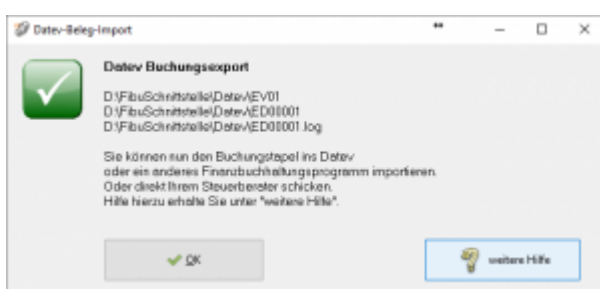 Datev-Beleg-Import
Datev Buchungsexport
D:\FibuSchnittstelle\Datev\EV01
D:\FibuSchnittstelle\Datev\ED00001
D:\FibuSchnittstelle\Datev\ED00001.log
Sie können nun den Buchungstapel ins Datev
oder ein anderes Finanzbuchhaltungsprogramm importieren.
Oder direkt Ihrem Steuerberater schicken.
Hilfe hierzu erhalte Sie unter "weitere Hilfe".
OK
weitere Hilfe